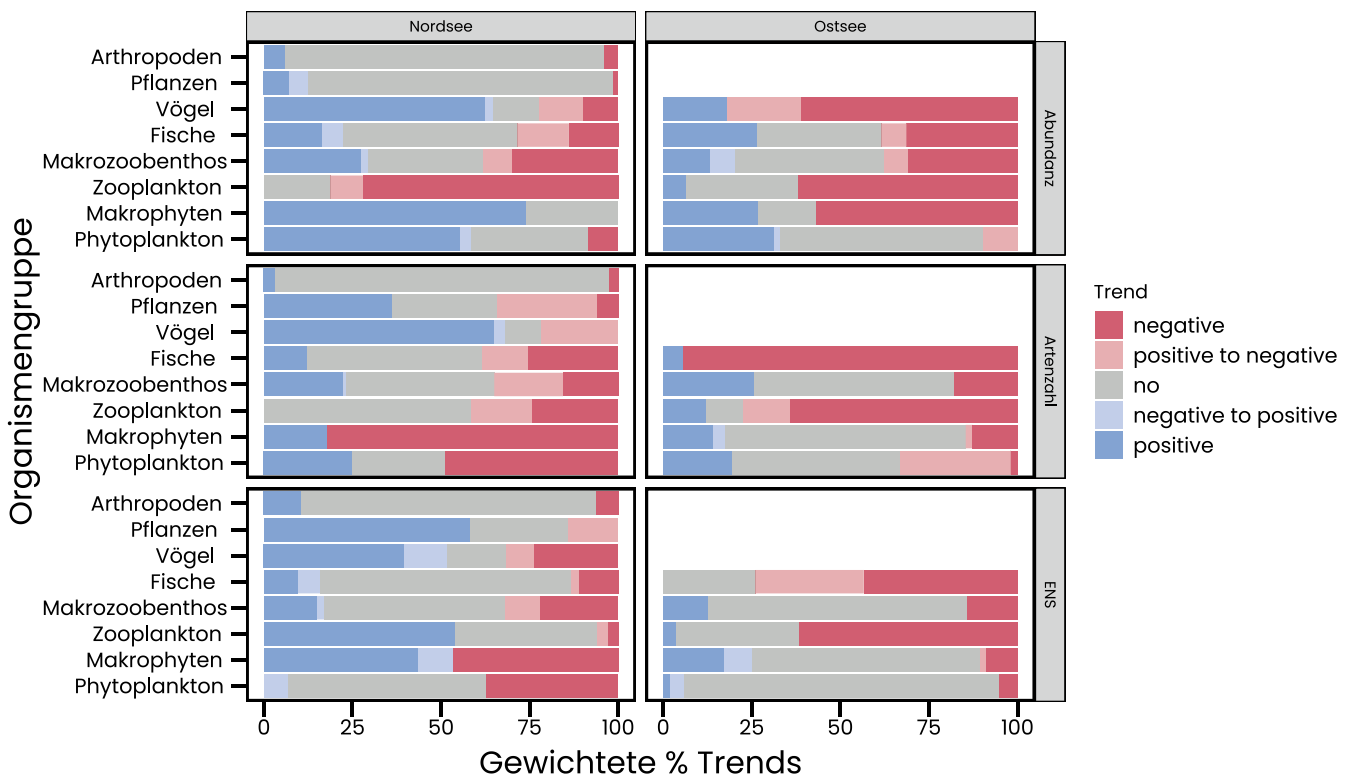 Nordsee
Ostsee
Arthropoden
Pflanzen
Vögel
Fische
Makrozoobenthos
Zooplankton
Makrophyten
Phytoplankton
Abundanz
Arthropoden
Pflanzen
Vögel
Fische
Makrozoobenthos
Zooplankton
Makrophyten
Phytoplankton
Artenzahl
Arthropoden
Pflanzen
Vögel
Fische
Makrozoobenthos
Zooplankton
Makrophyten
Phytoplankton
ENS
Organismengruppe
0 25 50 75 100
0 25 50 75 100
Gewichtete % Trends
Trend
negative
positive to negative
no
negative to positive
positive